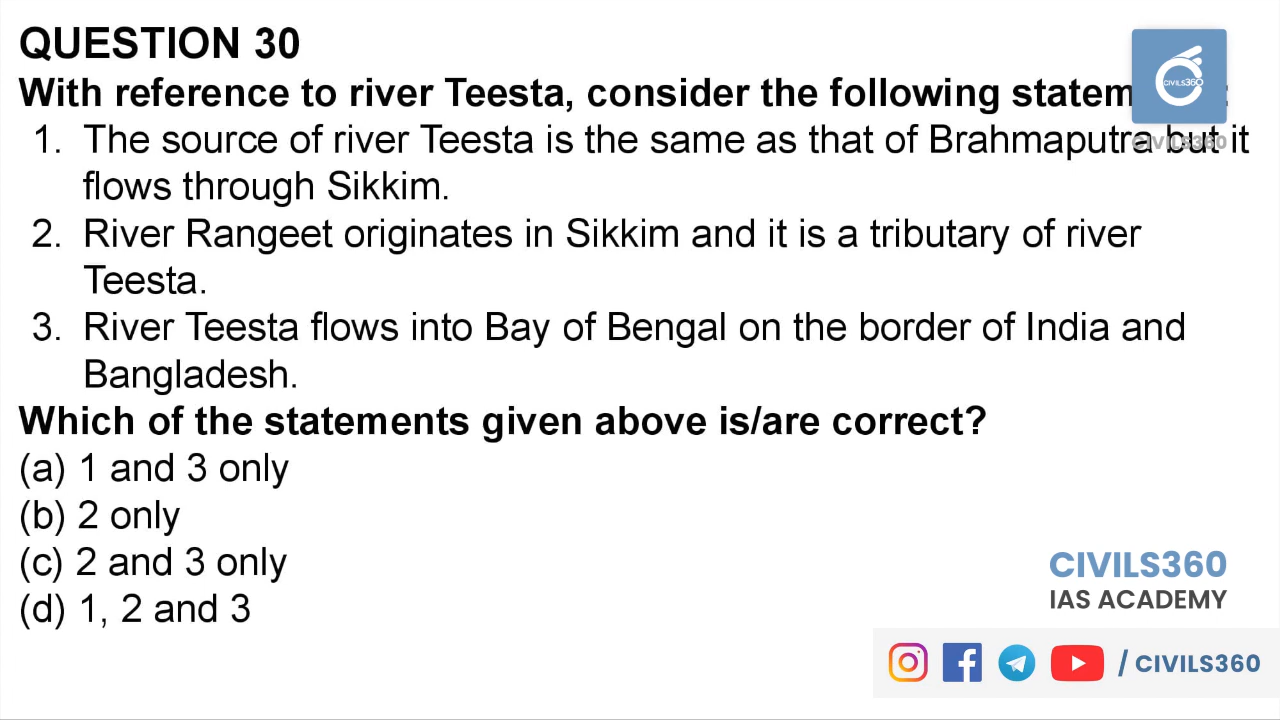 QUESTION 30
With reference to river Teesta, consider the following statem :
1. The source of river Teesta is the same as that of Brahmaputra but it
flows through Sikkim.
2. River Rangeet originates in Sikkim and it is a tributary of river
Teesta.
3. River Teesta flows into Bay of Bengal on the border of India and
Bangladesh.
Which of the statements given above is/are correct?
(a) 1 and 3 only
(b) 2 only
(c) 2 and 3 only
(d) 1, 2 and 3
CIVILS360
CIVILS360
CIVILS360
IAS ACADEMY
/ CIVILS360